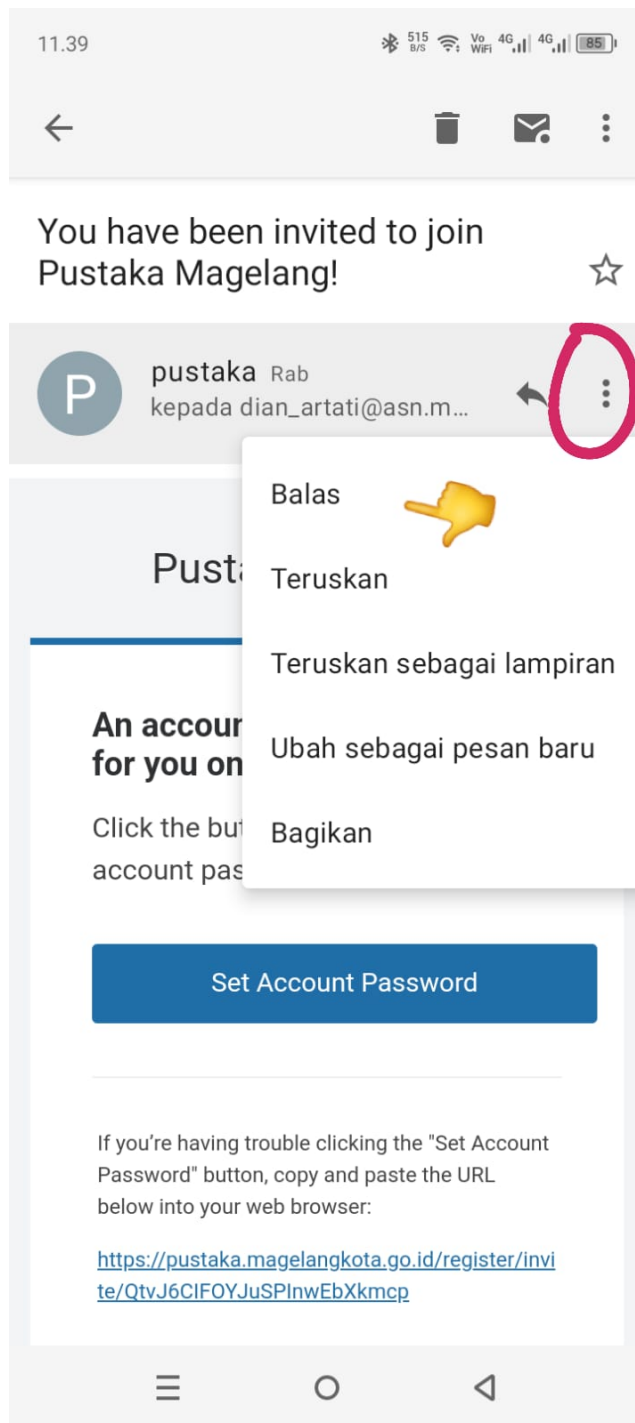 11.39
515 B/S Vo WiFi 4G 4G 85
You have been invited to join
Pustaka Magelang!
P
pustaka Rab
kepada dian_artati@asn.m...
Balas
Pusta
Teruskan
Teruskan sebagai lampiran
An accour
for you on
Ubah sebagai pesan baru
Click the but
account pas
Bagikan
Set Account Password
If you're having trouble clicking the "Set Account
Password" button, copy and paste the URL
below into your web browser:
https://pustaka.magelangkota.go.id/register/invi
te/QtvJ6CIFOYJuSPInwEbXkmcp